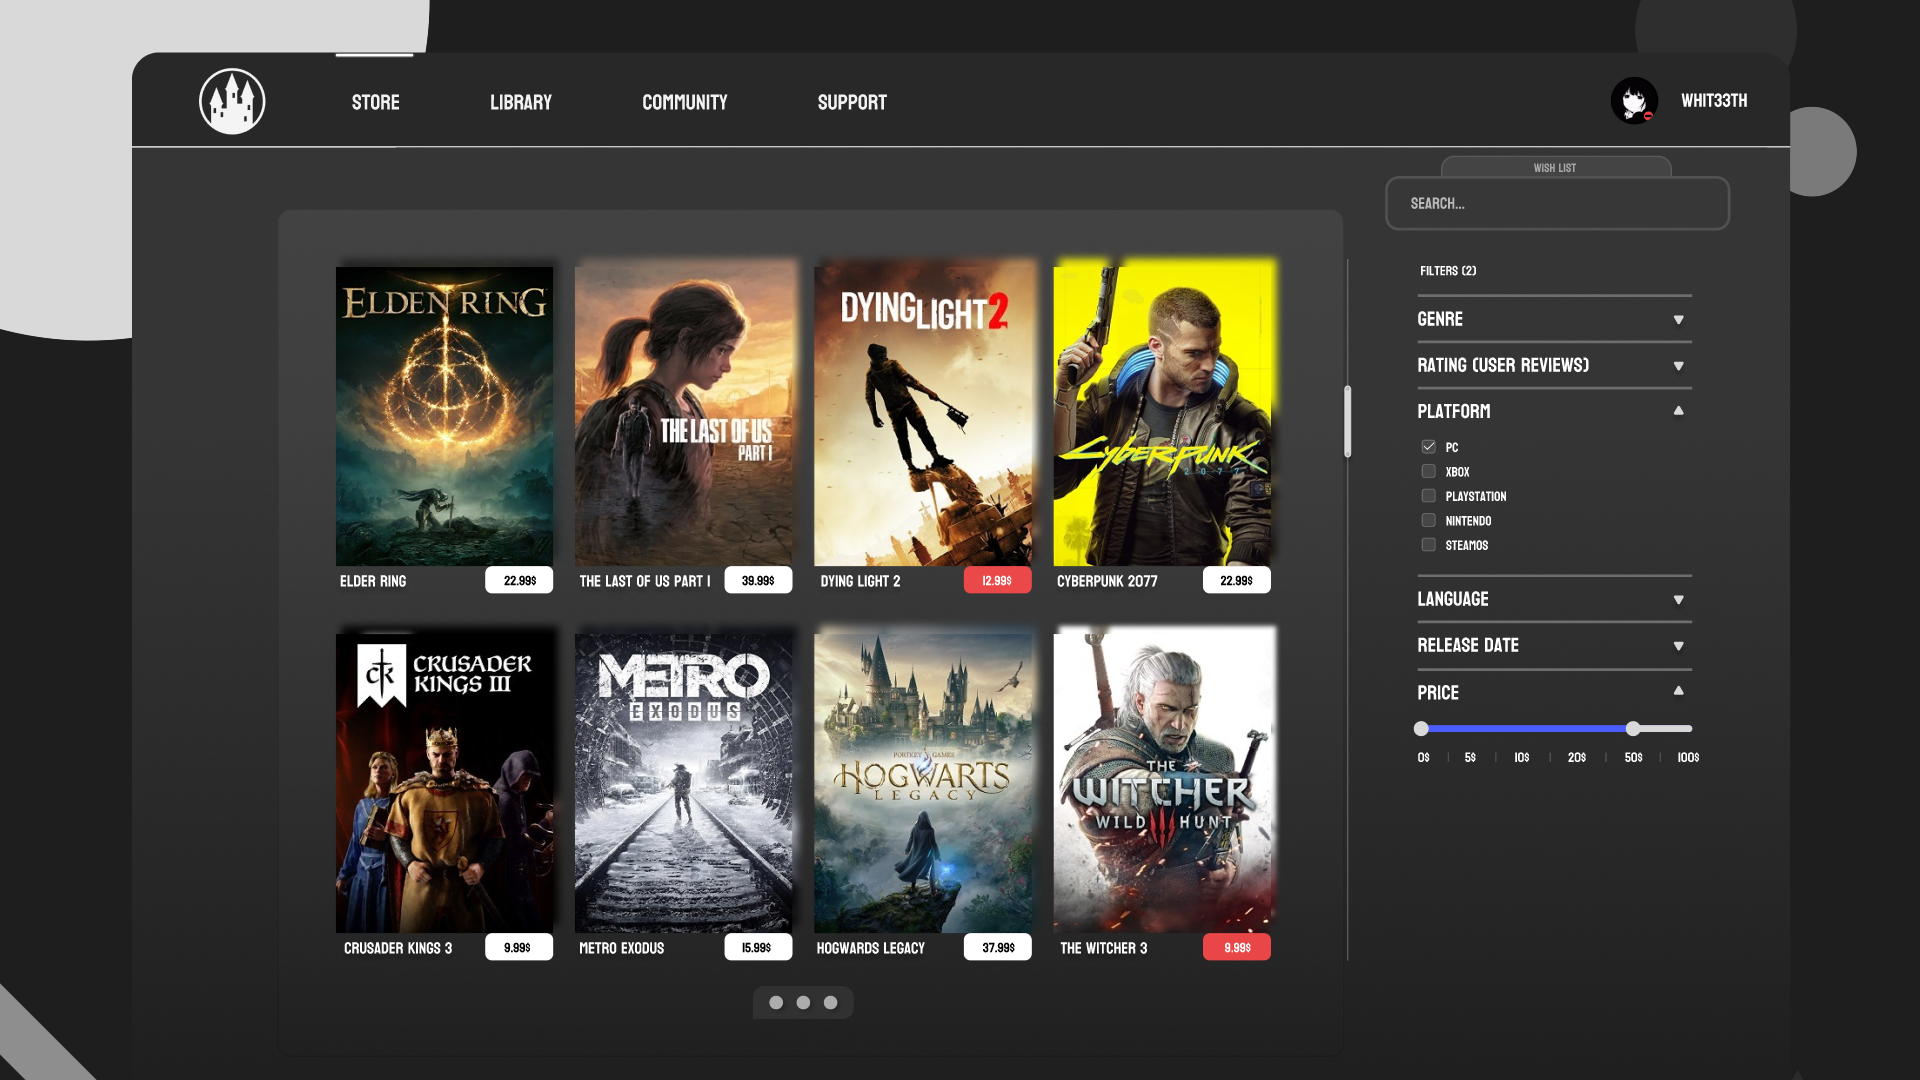 STORE
LIBRARY
COMMUNITY
SUPPORT
WHIT33TH
WISH LIST
SEARCH...
FILTERS (2)
GENRE
RATING (USER REVIEWS)
PLATFORM
PC
XBOX
PLAYSTATION
NINTENDO
STEAMOS
LANGUAGE
RELEASE DATE
PRICE
0$ | 5$ | 10$ | 20$ | 50$ | 100$
ELDEN RING
ELDER RING
22.99$
THE LAST OF US
PART I
THE LAST OF US PART I
39.99$
DYING LIGHT 2
DYING LIGHT 2
12.99$
Cyberpunk
2077
CYBERPUNK 2077
22.99$
ck
CRUSADER
KINGS III
CRUSADER KINGS 3
9.99$
METRO
EXODUS
METRO EXODUS
15.99$
PORTKEY GAMES
HOGWARTS
LEGACY
HOGWARDS LEGACY
37.99$
THE
WITCHER
WILD HUNT
THE WITCHER 3
9.99$